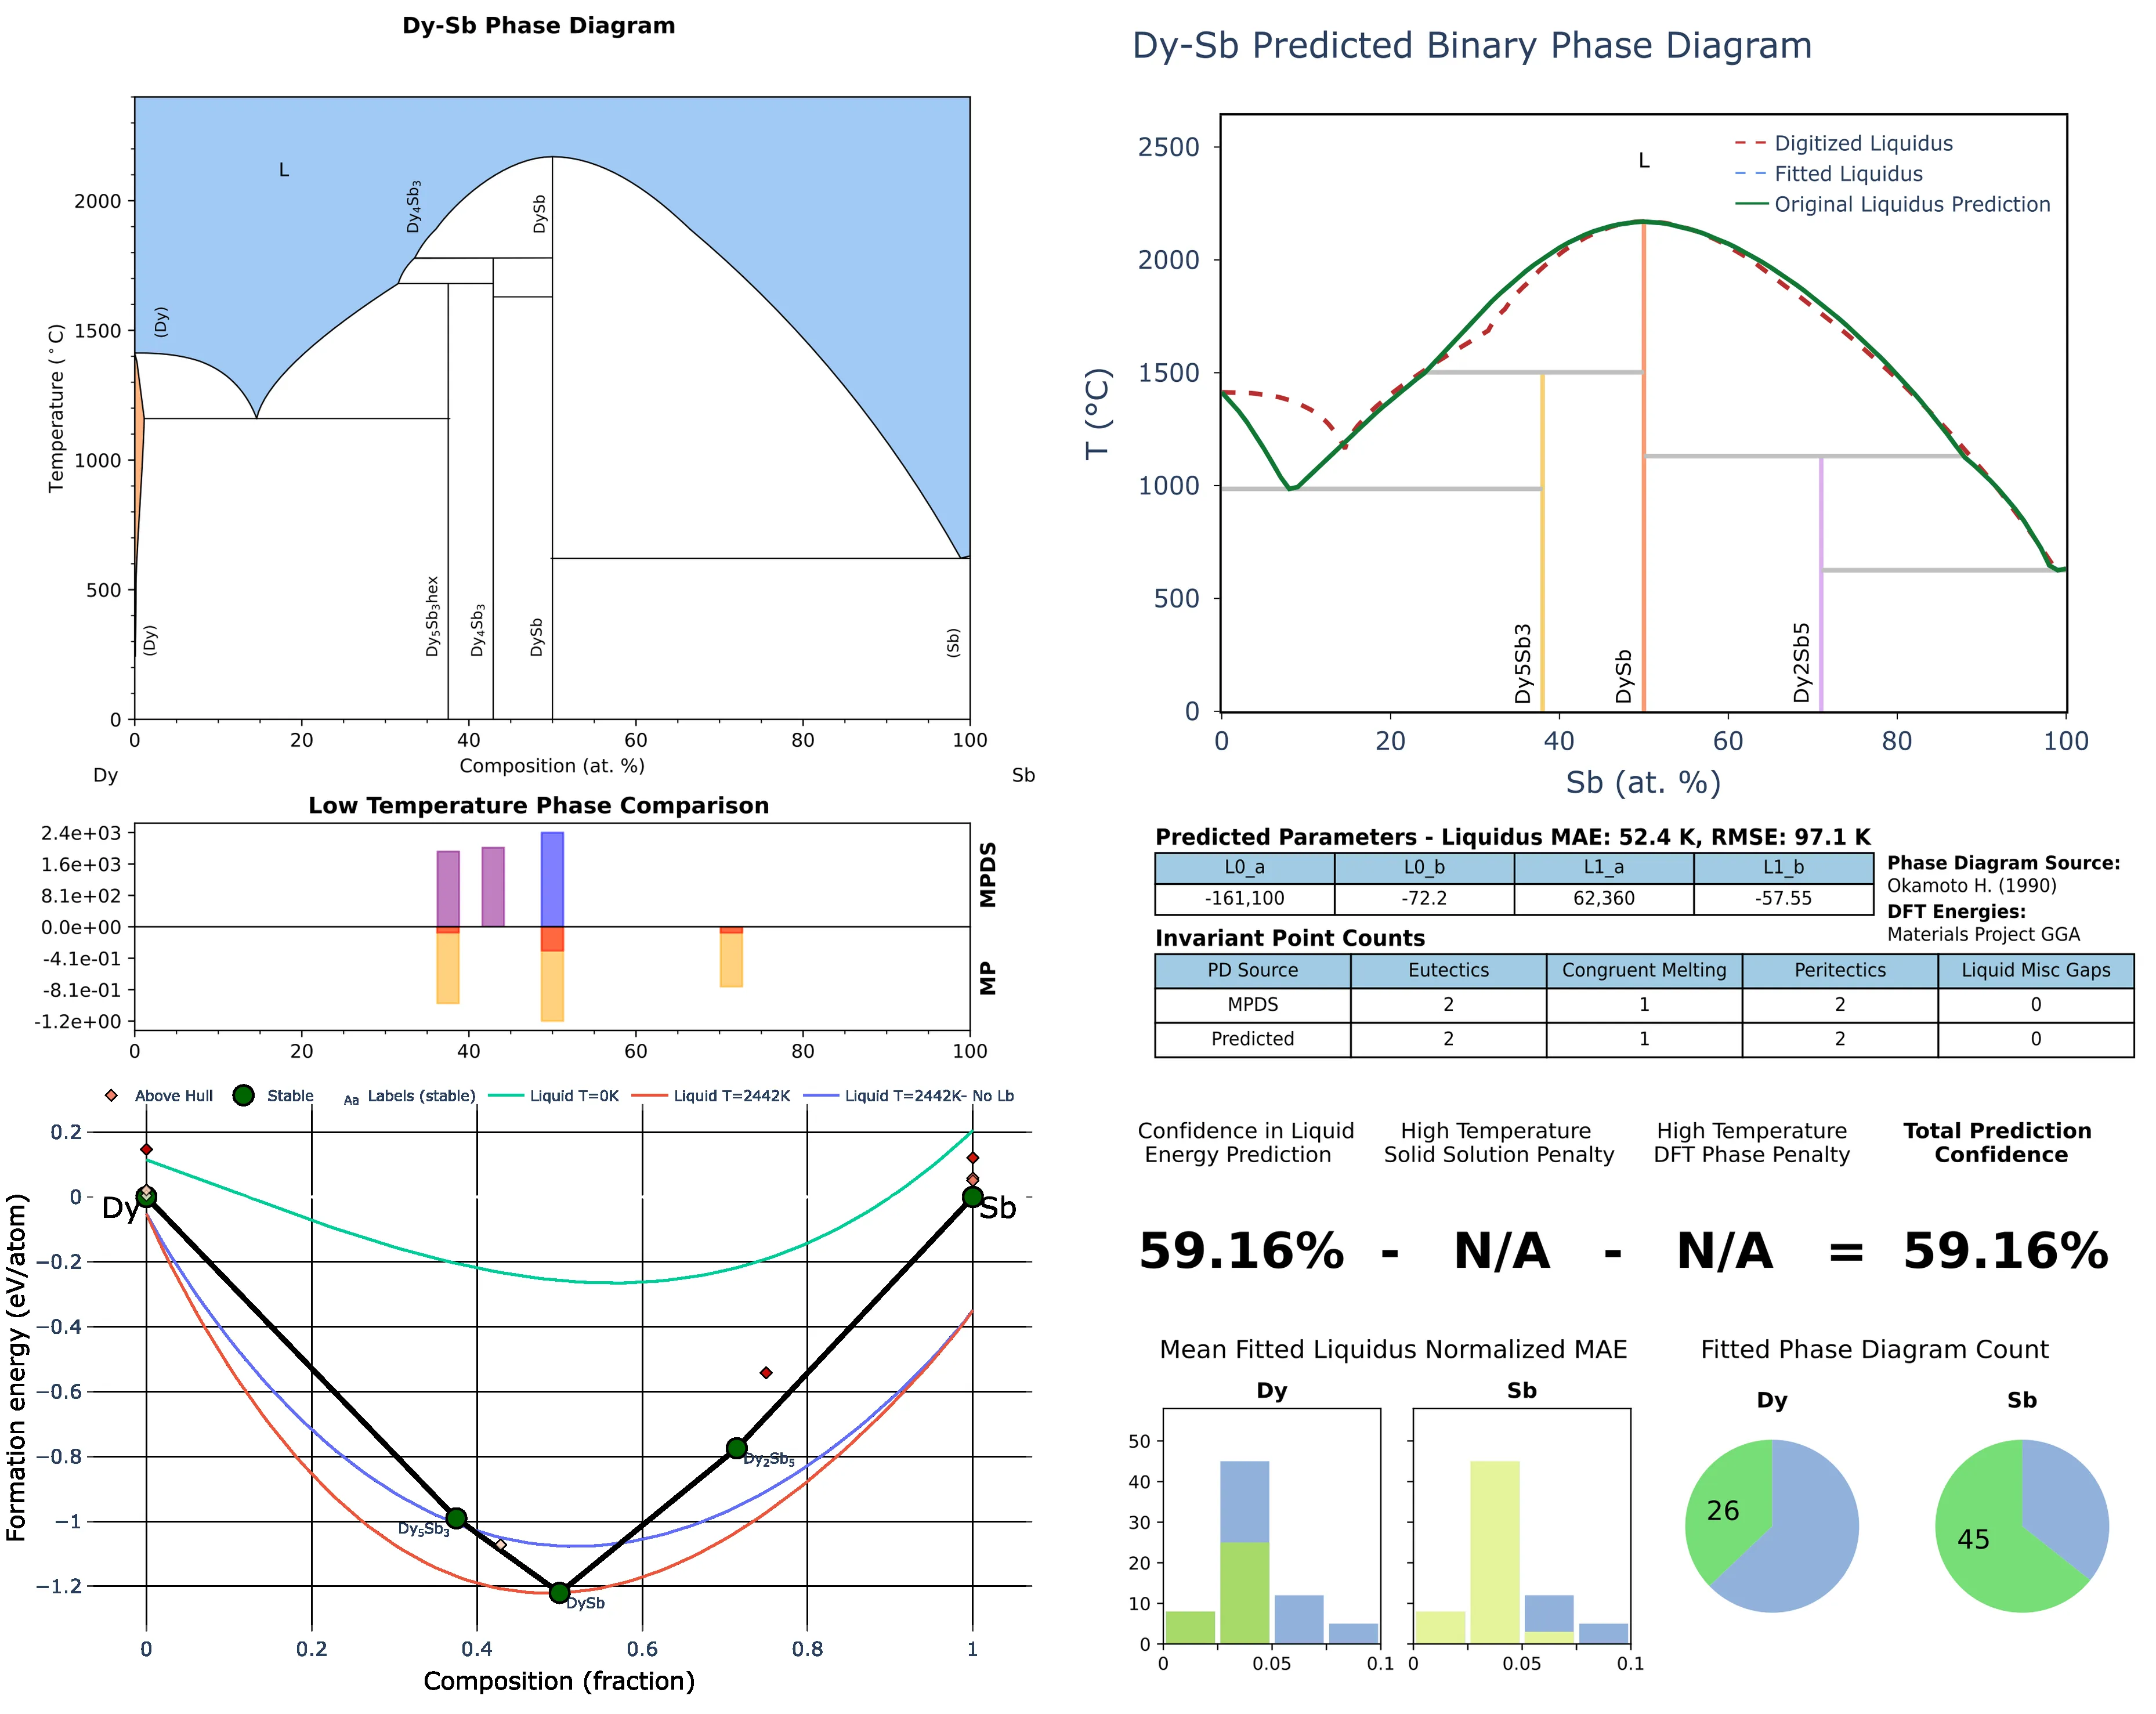 Dy-Sb Phase Diagram
Temperature (°C)
2000
1500
1000
500
0
L
(Dy)
Dy4Sb3
DySb
(Dy)
Dy5Sb3hex
Dy4Sb3
DySb
(Sb)
0 20 40 60 80 100
Composition (at. %)
Dy Sb
Low Temperature Phase Comparison
2.4e+03
1.6e+03
8.1e+02
0.0e+00
-4.1e-01
-8.1e-01
-1.2e+00
MPDS
MP
0 20 40 60 80 100
Above Hull Stable Aa Labels (stable) Liquid T=0K Liquid T=2442K Liquid T=2442K- No Lb
Formation energy (eV/atom)
0.2
0
−0.2
−0.4
−0.6
−0.8
−1
−1.2
Dy
Sb
Dy2Sb5
Dy5Sb3
DySb
0 0.2 0.4 0.6 0.8 1
Composition (fraction)
Dy-Sb Predicted Binary Phase Diagram
T (°C)
2500
2000
1500
1000
500
0
L
Digitized Liquidus
Fitted Liquidus
Original Liquidus Prediction
Dy5Sb3
DySb
Dy2Sb5
0 20 40 60 80 100
Sb (at. %)
Predicted Parameters - Liquidus MAE: 52.4 K, RMSE: 97.1 K
L0_a L0_b L1_a L1_b
-161,100 -72.2 62,360 -57.55
Phase Diagram Source:
Okamoto H. (1990)
DFT Energies:
Materials Project GGA
Invariant Point Counts
PD Source Eutectics Congruent Melting Peritectics Liquid Misc Gaps
MPDS 2 1 2 0
Predicted 2 1 2 0
Confidence in Liquid
Energy Prediction
High Temperature
Solid Solution Penalty
High Temperature
DFT Phase Penalty
Total Prediction
Confidence
59.16% - N/A - N/A = 59.16%
Mean Fitted Liquidus Normalized MAE
Dy Sb
50
40
30
20
10
0
0 0.05 0.1
0 0.05 0.1
Fitted Phase Diagram Count
Dy Sb
26
45